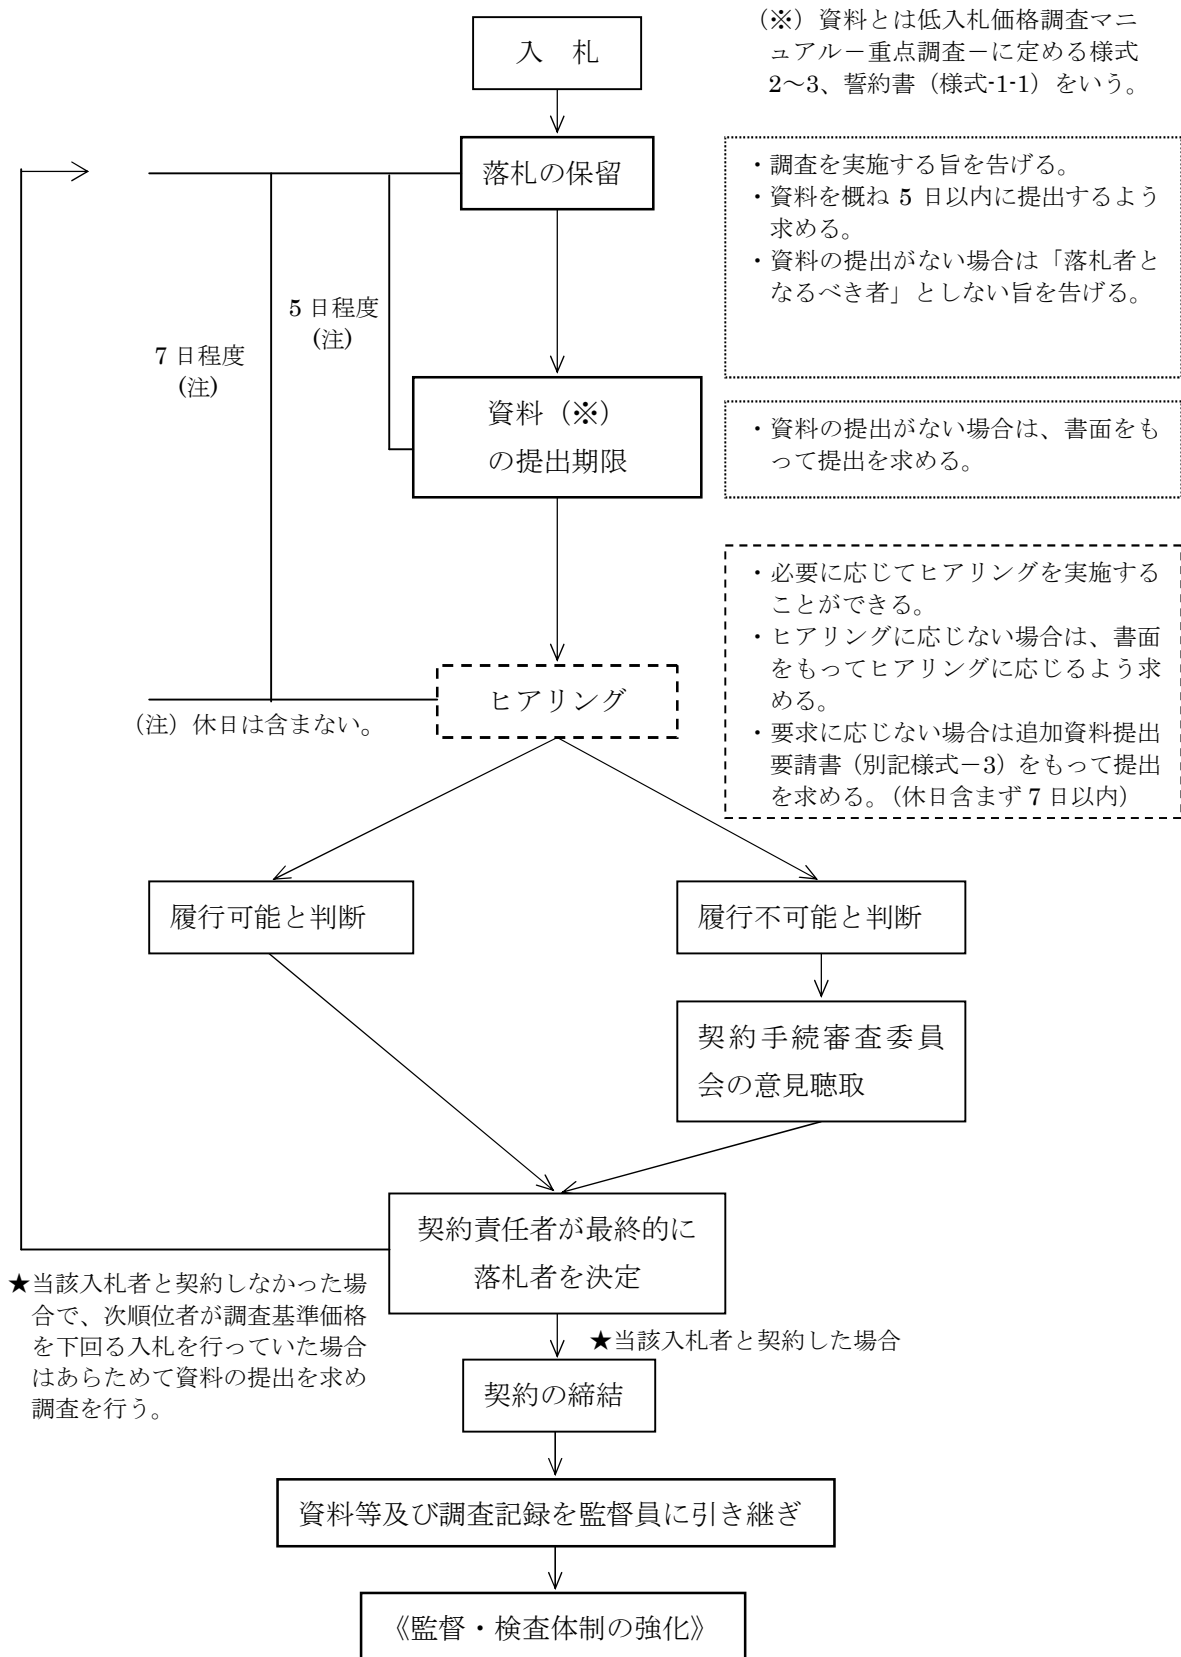 入　札
（※）資料とは低入札価格調査マニ
ュアル－重点調査－に定める様式
2～3、誓約書（様式-1-1）をいう。
落札の保留
・調査を実施する旨を告げる。
・資料を概ね 5 日以内に提出するよう
求める。
・資料の提出がない場合は「落札者と
なるべき者」としない旨を告げる。
5 日程度
(注)
7 日程度
(注)
資料（※）
の提出期限
・資料の提出がない場合は、書面をも
って提出を求める。
・必要に応じてヒアリングを実施する
ことができる。
・ヒアリングに応じない場合は、書面
をもってヒアリングに応じるよう求
める。
・要求に応じない場合は追加資料提出
要請書（別記様式－3）をもって提出
を求める。（休日含まず 7 日以内）
ヒアリング
（注）休日は含まない。
履行可能と判断
履行不可能と判断
契約手続審査委員
会の意見聴取
契約責任者が最終的に
落札者を決定
★当該入札者と契約しなかった場
合で、次順位者が調査基準価格
を下回る入札を行っていた場合
はあらためて資料の提出を求め
調査を行う。
★当該入札者と契約した場合
契約の締結
資料等及び調査記録を監督員に引き継ぎ
《監督・検査体制の強化》